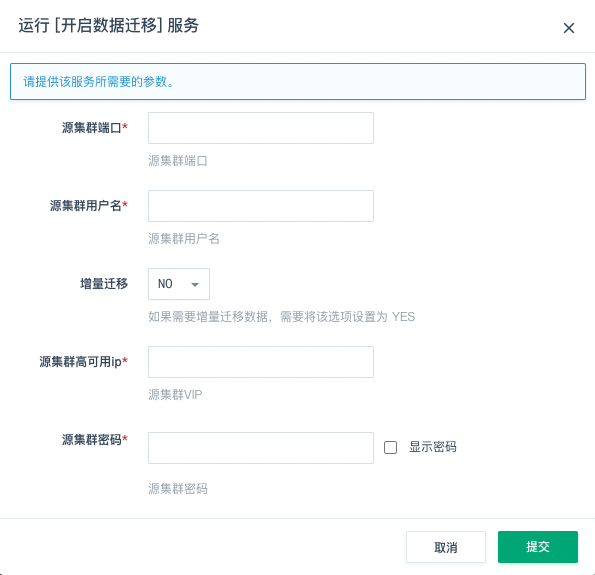 运行 [开启数据迁移] 服务
请提供该服务所需要的参数。
源集群端口*
源集群端口
源集群用户名*
源集群用户名
增量迁移 NO
如果需要增量迁移数据，需要将该选项设置为 YES
源集群高可用ip*
源集群VIP
源集群密码* 显示密码
源集群密码
取消 提交